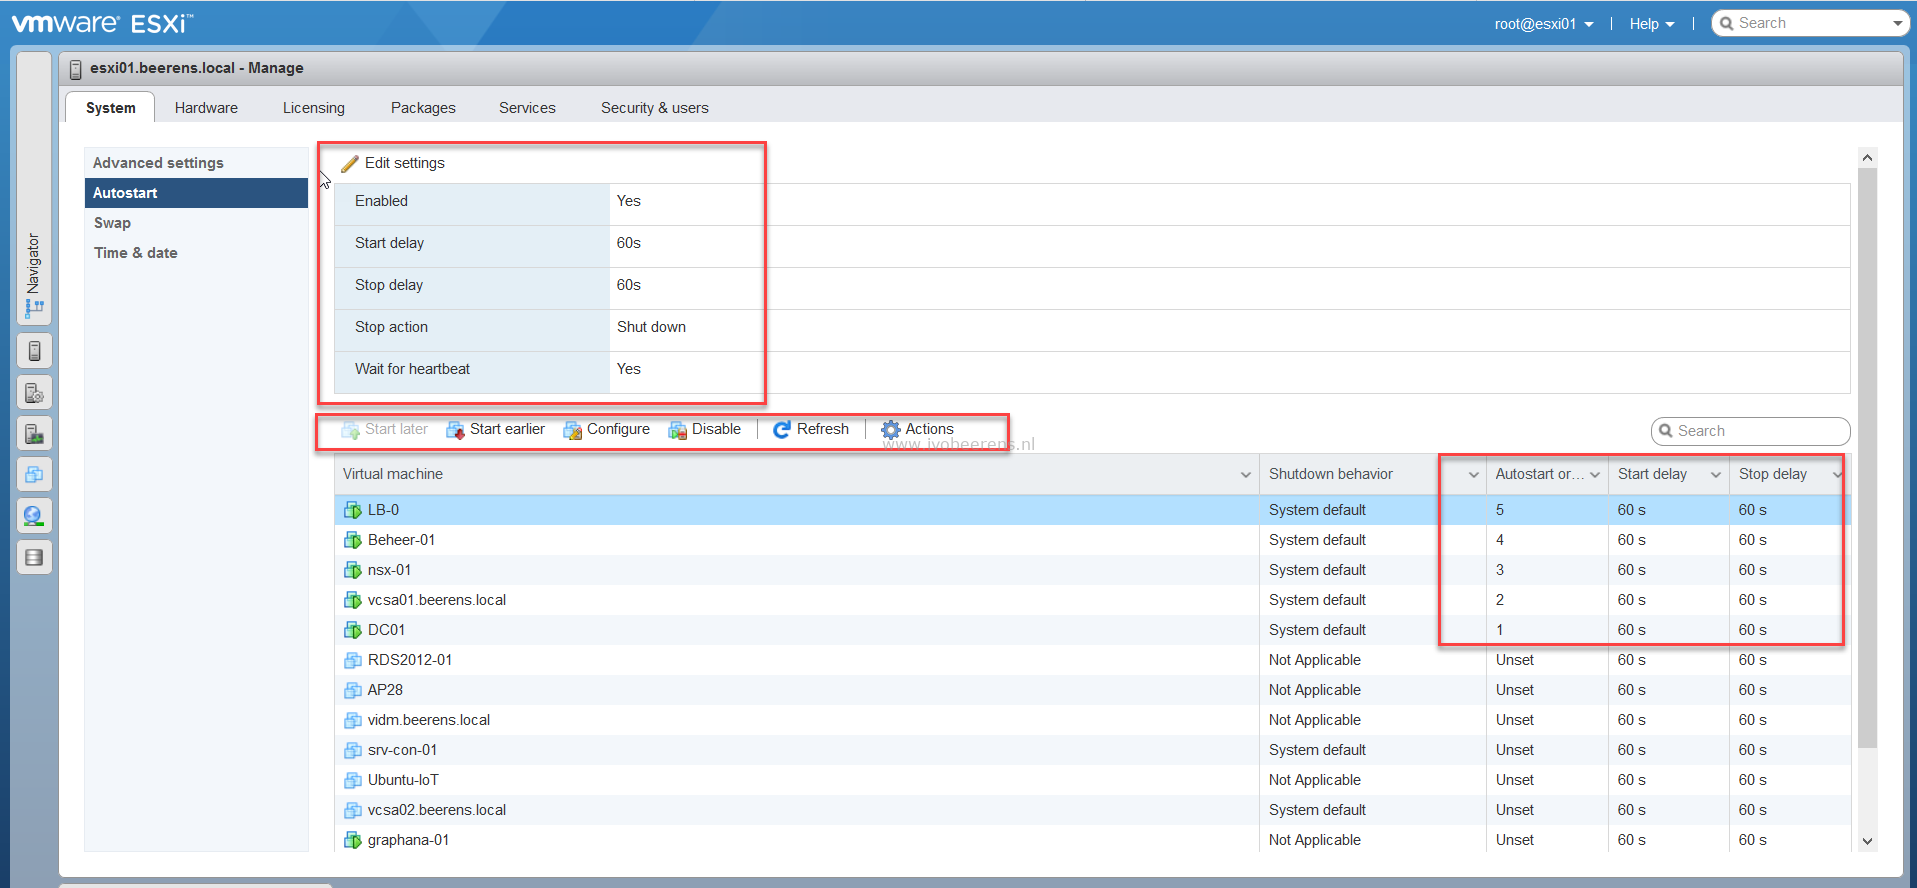 vmware® ESXi™
root@esxi01 | Help | Search
esxi01.beerens.local - Manage
System Hardware Licensing Packages Services Security & users
Navigator
Advanced settings
Autostart
Swap
Time & date
Edit settings
Enabled Yes
Start delay 60s
Stop delay 60s
Stop action Shut down
Wait for heartbeat Yes
Start later Start earlier Configure Disable | Refresh | Actions
Search
www.ivobeerens.nl
Virtual machine Shutdown behavior Autostart or... Start delay Stop delay
LB-0 System default 5 60 s 60 s
Beheer-01 System default 4 60 s 60 s
nsx-01 System default 3 60 s 60 s
vcsa01.beerens.local System default 2 60 s 60 s
DC01 System default 1 60 s 60 s
RDS2012-01 Not Applicable Unset 60 s 60 s
AP28 Not Applicable Unset 60 s 60 s
vidm.beerens.local Not Applicable Unset 60 s 60 s
srv-con-01 System default Unset 60 s 60 s
Ubuntu-IoT Not Applicable Unset 60 s 60 s
vcsa02.beerens.local System default Unset 60 s 60 s
graphana-01 Not Applicable Unset 60 s 60 s